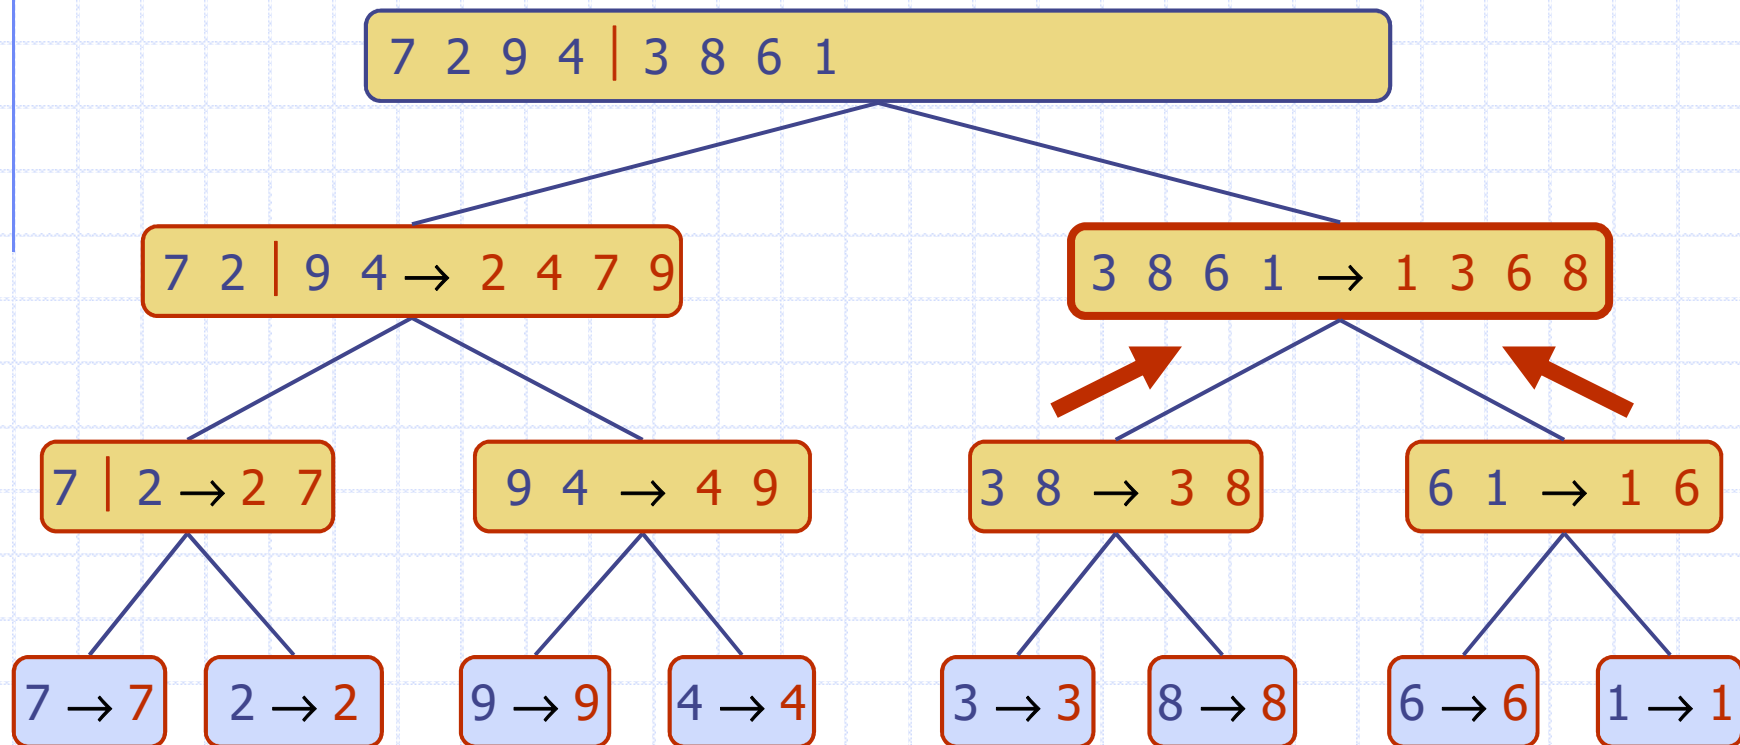 7 2 9 4 | 3 8 6 1
7 2 | 9 4 → 2 4 7 9
3 8 6 1 → 1 3 6 8
7 | 2 → 2 7
9 4 → 4 9
3 8 → 3 8
6 1 → 1 6
7 → 7
2 → 2
9 → 9
4 → 4
3 → 3
8 → 8
6 → 6
1 → 1